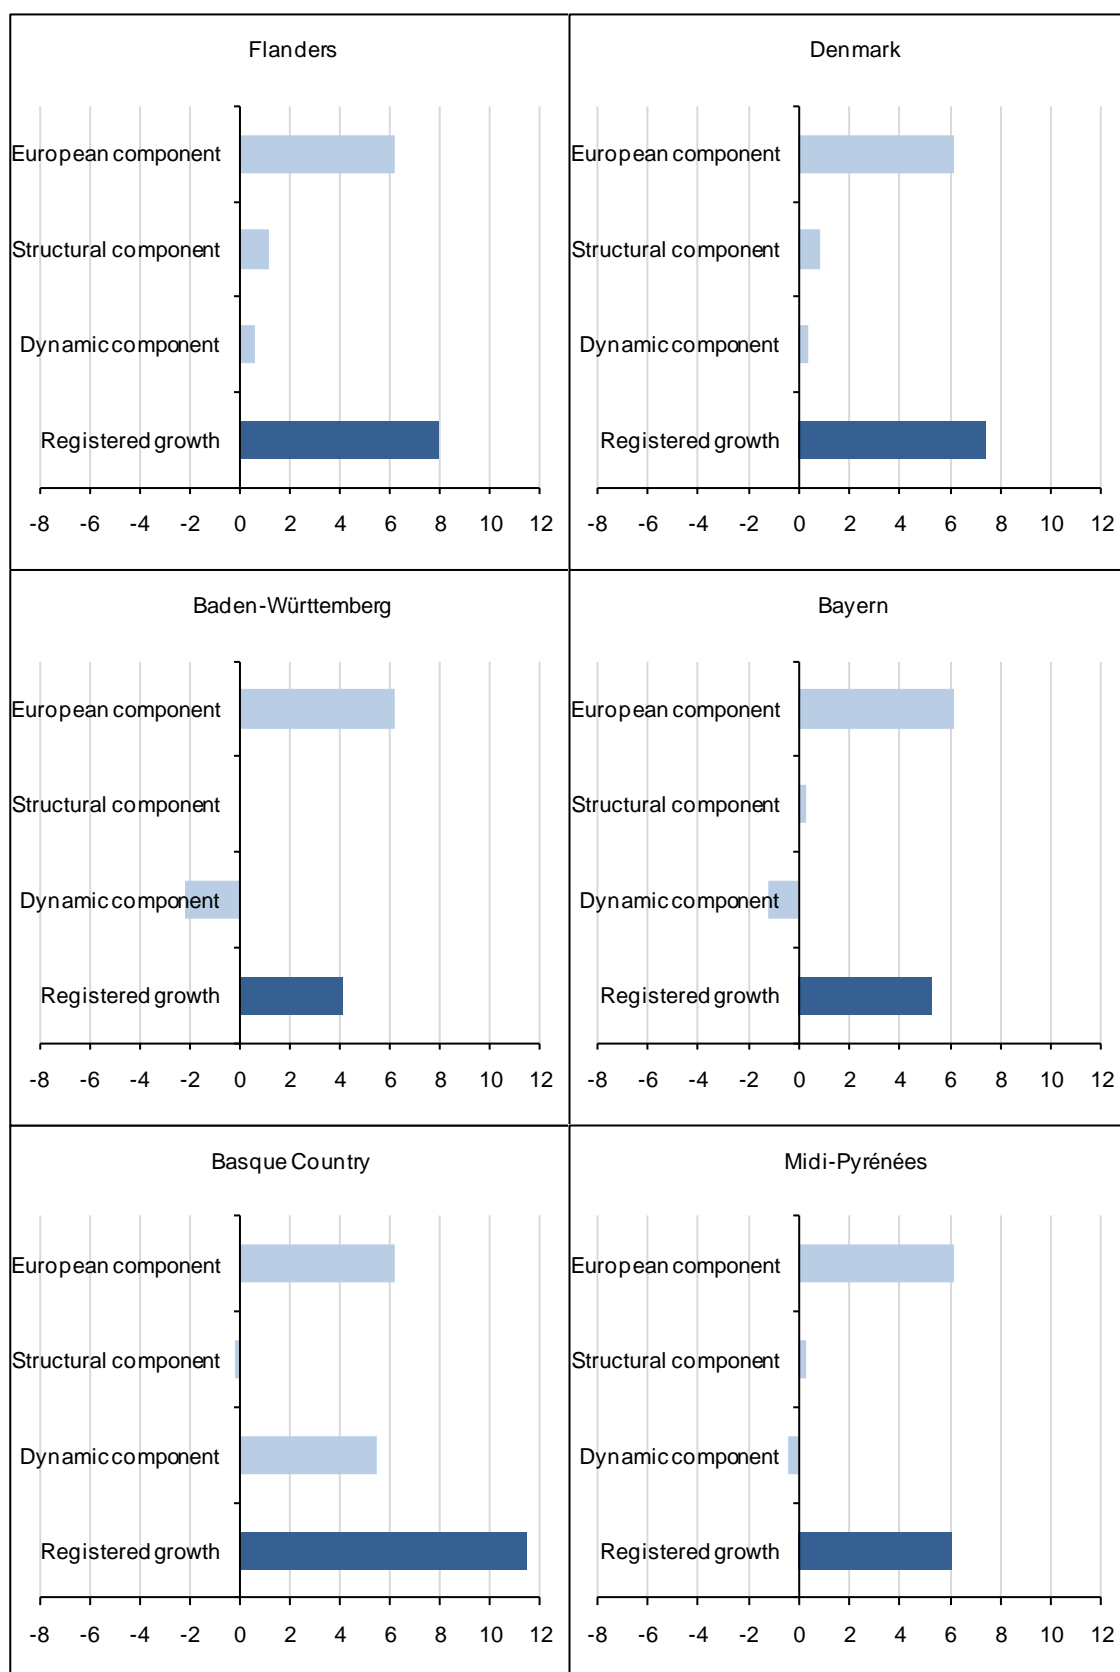 Flanders
European component
Structural component
Dynamic component
Registered growth
-8 -6 -4 -2 0 2 4 6 8 10 12
Denmark
European component
Structural component
Dynamic component
Registered growth
-8 -6 -4 -2 0 2 4 6 8 10 12
Baden-Württemberg
European component
Structural component
Dynamic component
Registered growth
-8 -6 -4 -2 0 2 4 6 8 10 12
Bayern
European component
Structural component
Dynamic component
Registered growth
-8 -6 -4 -2 0 2 4 6 8 10 12
Basque Country
European component
Structural component
Dynamic component
Registered growth
-8 -6 -4 -2 0 2 4 6 8 10 12
Midi-Pyrénées
European component
Structural component
Dynamic component
Registered growth
-8 -6 -4 -2 0 2 4 6 8 10 12